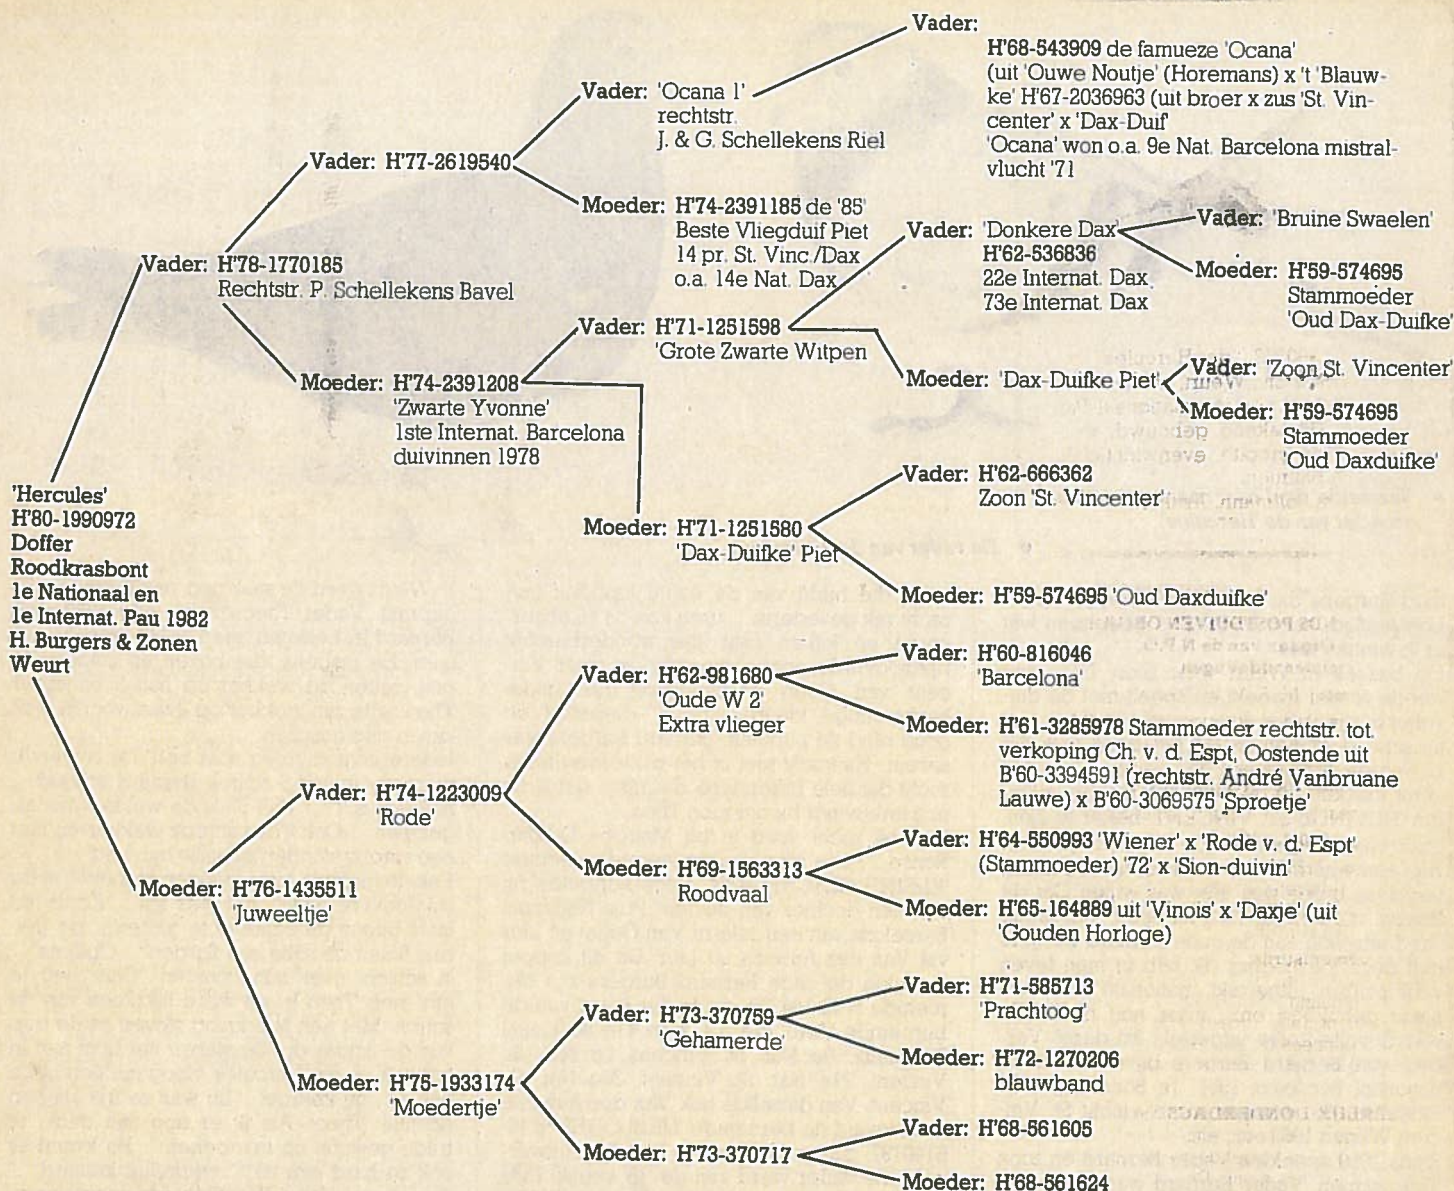 'Hercules'
H'80-1990972
Doffer
Roodkrasbont
1e Nationaal en
1e Internat. Pau 1982
H. Burgers & Zonen
Weurt
Vader: H'78-1770185
Rechtstr. P. Schellekens Bavel
Vader: H'77-2619540
Vader: 'Ocana 1'
rechtstr.
J. & G. Schellekens Riel
Vader:
H'68-543909 de famueze 'Ocana'
(uit 'Ouwe Noutje' (Horemans) x 't 'Blauw-
ke' H'67-2036963 (uit broer x zus 'St. Vin-
center' x 'Dax-Duif'
'Ocana' won o.a. 9e Nat. Barcelona mistral-
vlucht '71
Moeder: H'74-2391185 de '85'
Beste Vliegduif Piet
14 pr. St. Vinc./Dax
o.a. 14e Nat. Dax
Moeder: H'74-2391208
'Zwarte Yvonne'
1ste Internat. Barcelona
duivinnen 1978
Vader: H'71-1251598
'Grote Zwarte Witpen
Vader: 'Donkere Dax'
H'62-536836
22e Internat. Dax
73e Internat. Dax
Vader: 'Bruine Swaelen'
Moeder: H'59-574695
Stammoeder
'Oud Dax-Duifke'
Moeder: 'Dax-Duifke Piet'
Vader: 'Zoon St. Vincenter'
Moeder: H'59-574695
Stammoeder
'Oud Daxduifke'
Moeder: H'71-1251580
'Dax-Duifke' Piet
Vader: H'62-666362
Zoon 'St. Vincenter'
Moeder: H'59-574695 'Oud Daxduifke'
Moeder: H'76-1435511
'Juweeltje'
Vader: H'74-1223009
'Rode'
Vader: H'62-981680
'Oude W 2'
Extra vlieger
Vader: H'60-816046
'Barcelona'
Moeder: H'61-3285978 Stammoeder rechtstr. tot.
verkoping Ch. v. d. Espt, Oostende uit
B'60-3394591 (rechtstr. André Vanbruane
Lauwe) x B'60-3069575 'Sproetje'
Moeder: H'69-1563313
Roodvaal
Vader: H'64-550993 'Wiener' x 'Rode v. d. Espt'
(Stammoeder) '72' x 'Sion-duivin'
Moeder: H'65-164889 uit 'Vinois' x 'Daxje' (uit
'Gouden Horloge)
Moeder: H'75-1933174
'Moedertje'
Vader: H'73-370759
'Gehamerde'
Vader: H'71-585713
'Prachtoog'
Moeder: H'72-1270206
blauwband
Moeder: H'73-370717
Vader: H'68-561605
Moeder: H'68-561624